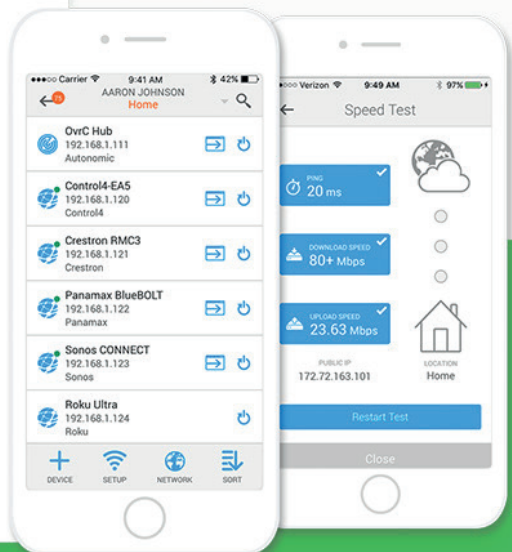 Carrier 9:41 AM 42%
75
AARON JOHNSON
Home
OvrC Hub
192.168.1.111
Autonomic
Control4-EA5
192.168.1.120
Control4
Crestron RMC3
192.168.1.121
Crestron
Panamax BlueBOLT
192.168.1.122
Panamax
Sonos CONNECT
192.168.1.123
Sonos
Roku Ultra
192.168.1.124
Roku
DEVICE SETUP NETWORK SORT
Verizon 9:49 AM 97%
Speed Test
PING
20 ms
DOWNLOAD SPEED
80+ Mbps
UPLOAD SPEED
23.63 Mbps
PUBLIC IP
172.72.163.101
LOCATION
Home
Restart Test
Close